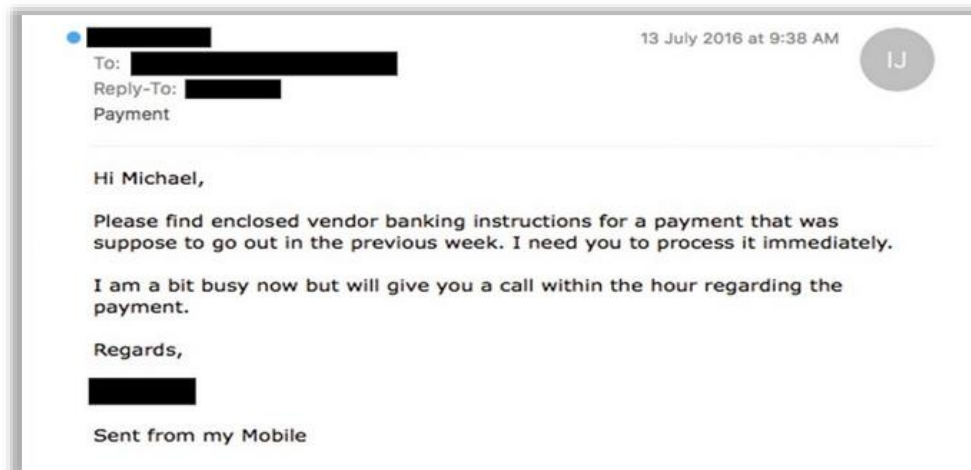 13 July 2016 at 9:38 AM
IJ
To:
Reply-To:
Payment
Hi Michael,
Please find enclosed vendor banking instructions for a payment that was
suppose to go out in the previous week. I need you to process it immediately.
I am a bit busy now but will give you a call within the hour regarding the
payment.
Regards,
Sent from my Mobile